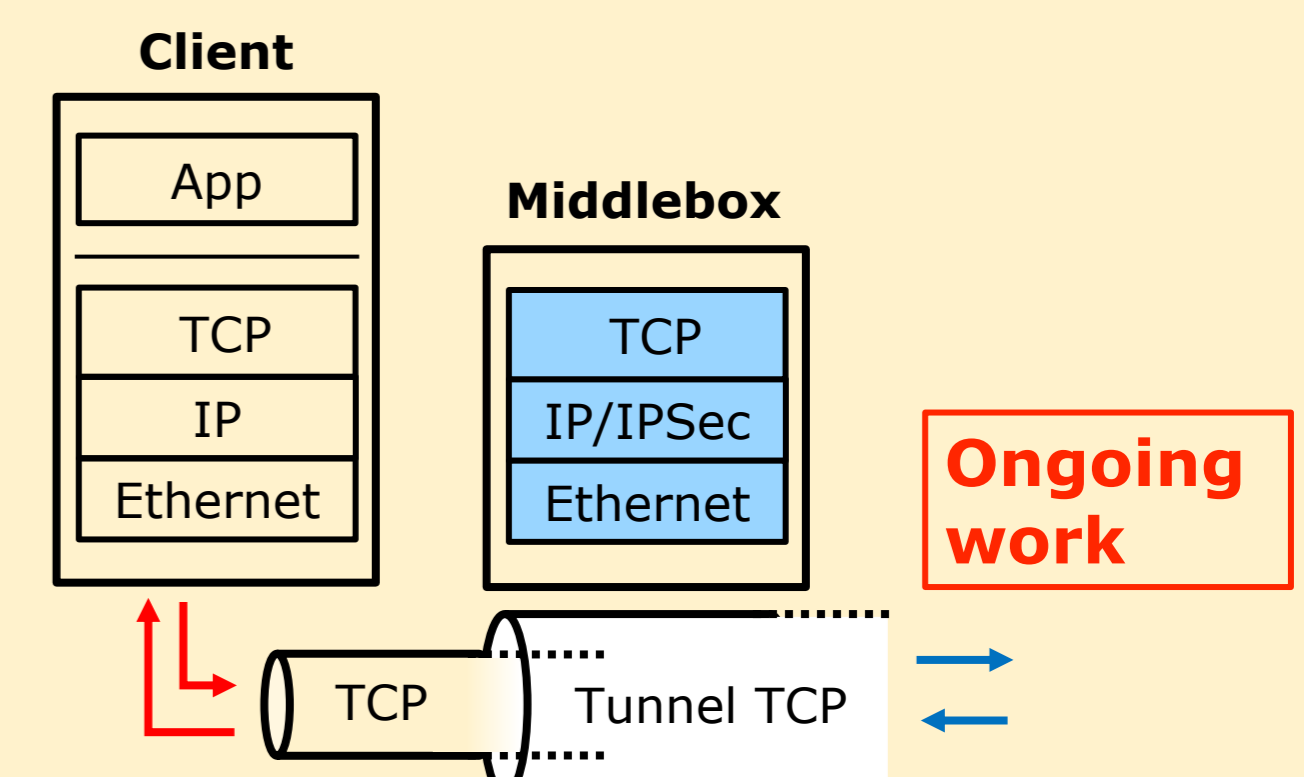 Client
App
TCP
IP
Ethernet
Middlebox
TCP
IP/IPSec
Ethernet
Ongoing
work
TCP
Tunnel TCP